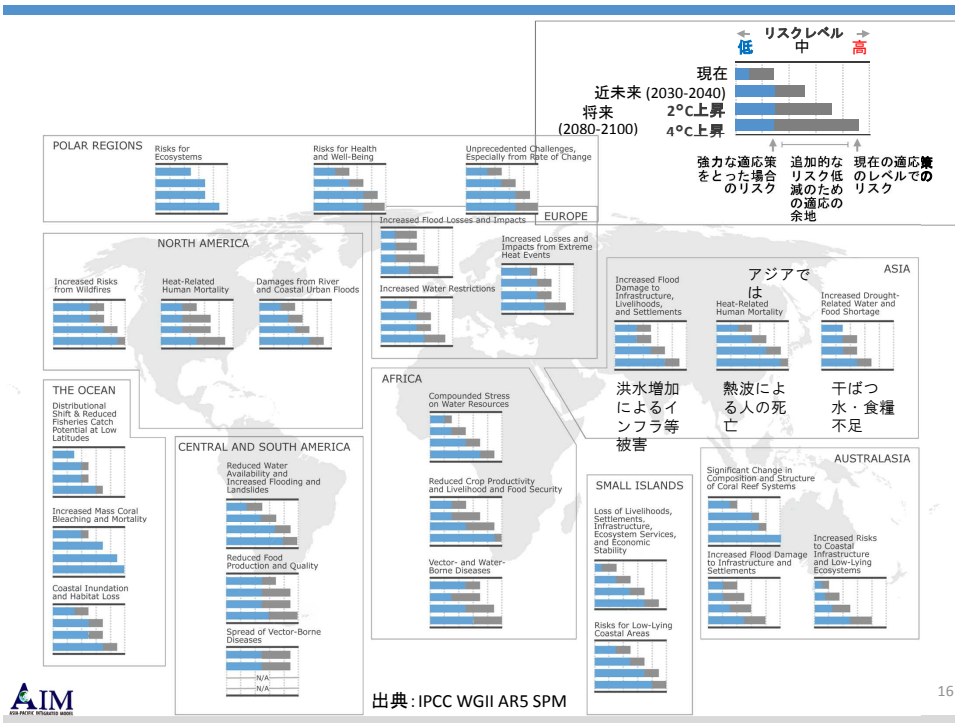 ← リスクレベル →
低 中 高
現在
近未来 (2030-2040)
将来
(2080-2100)
2°C上昇
4°C上昇
強力な適応策
をとった場合
のリスク
追加的な
リスク低
減のため
の適応の
余地
現在の適応策の
のレベルでの
リスク
POLAR REGIONS
Risks for
Ecosystems
Risks for Health
and Well-Being
Unprecedented Challenges,
Especially from Rate of Change
EUROPE
Increased Flood Losses and Impacts
Increased Losses and
Impacts from Extreme
Heat Events
Increased Water Restrictions
NORTH AMERICA
Increased Risks
from Wildfires
Heat-Related
Human Mortality
Damages from River
and Coastal Urban Floods
ASIA
アジアで
は
Increased Flood
Damage to
Infrastructure,
Livelihoods,
and Settlements
Heat-Related
Human Mortality
Increased Drought-
Related Water and
Food Shortage
洪水増加
によるイ
ンフラ等
被害
熱波によ
る人の死
亡
干ばつ
水・食糧
不足
THE OCEAN
Distributional
Shift & Reduced
Fisheries Catch
Potential at Low
Latitudes
Increased Mass Coral
Bleaching and Mortality
Coastal Inundation
and Habitat Loss
CENTRAL AND SOUTH AMERICA
Reduced Water
Availability and
Increased Flooding and
Landslides
Reduced Food
Production and Quality
Spread of Vector-Borne
Diseases
N/A
N/A
AFRICA
Compounded Stress
on Water Resources
Reduced Crop Productivity
and Livelihood and Food Security
Vector- and Water-
Borne Diseases
SMALL ISLANDS
Loss of Livelihoods,
Settlements,
Infrastructure,
Ecosystem Services,
and Economic
Stability
Risks for Low-Lying
Coastal Areas
AUSTRALASIA
Significant Change in
Composition and Structure
of Coral Reef Systems
Increased Flood Damage
to Infrastructure and
Settlements
Increased Risks
to Coastal
Infrastructure
and Low-Lying
Ecosystems
AIM
ASIA-PACIFIC INTEGRATED MODEL
出典：IPCC WGII AR5 SPM
16